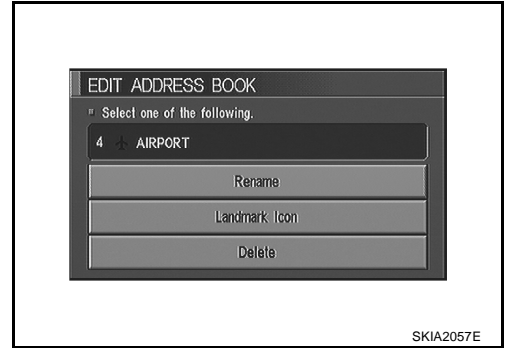 EDIT ADDRESS BOOK
Select one of the following.
4 AIRPORT
Rename
Landmark Icon
Delete
SKIA2057E